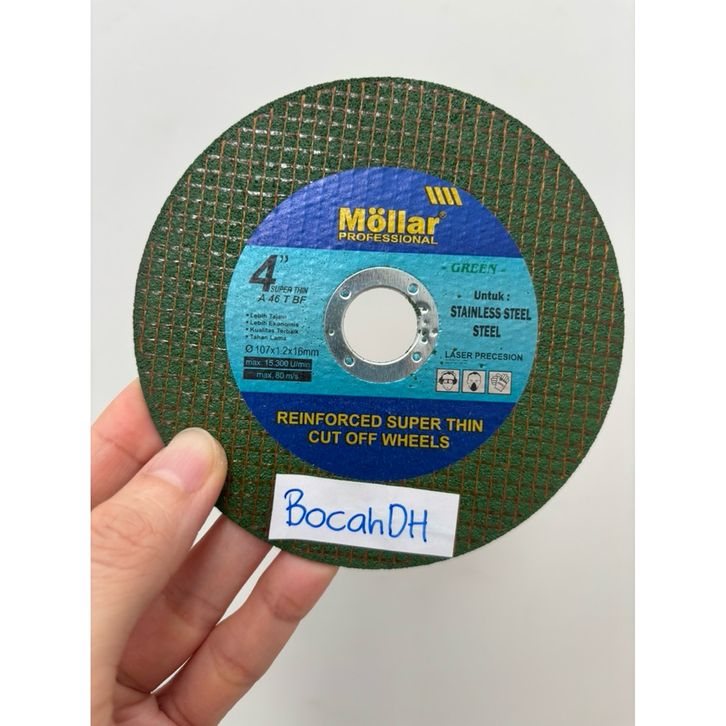 Möllar®
PROFESSIONAL
4"
SUPER THIN
A 46 T BF
• Lebih Tajam
• Lebih Ekonomis
• Kualitas Terbaik
• Tahan Lama
Ø 107x1.2x16mm
max. 15.300 U/min
max. 80 m/s
- GREEN -
Untuk :
STAINLESS STEEL
STEEL
LASER PRECESION
REINFORCED SUPER THIN
CUT OFF WHEELS
BocahDH